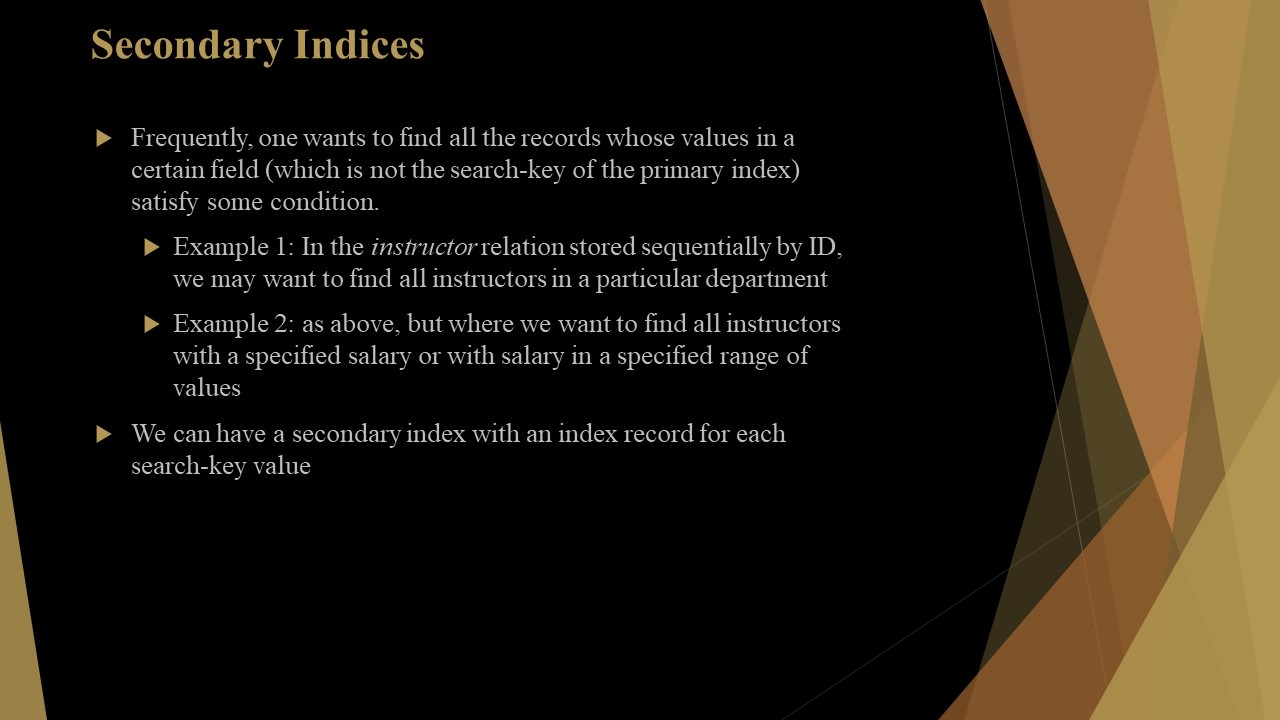 Secondary Indices
Frequently, one wants to find all the records whose values in a
certain field (which is not the search-key of the primary index)
satisfy some condition.
Example 1: In the instructor relation stored sequentially by ID,
we may want to find all instructors in a particular department
Example 2: as above, but where we want to find all instructors
with a specified salary or with salary in a specified range of
values
We can have a secondary index with an index record for each
search-key value